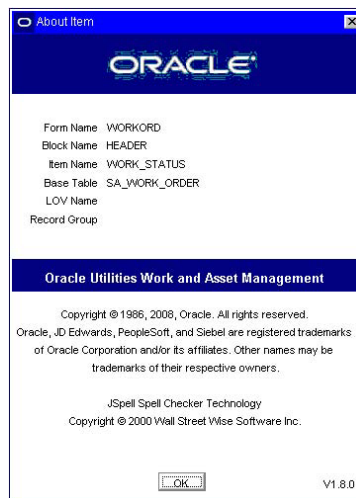 About Item
ORACLE
Form Name WORKORD
Block Name HEADER
Item Name WORK_STATUS
Base Table SA_WORK_ORDER
LOV Name
Record Group
Oracle Utilities Work and Asset Management
Copyright © 1986, 2008, Oracle. All rights reserved.
Oracle, JD Edwards, PeopleSoft, and Siebel are registered trademarks
of Oracle Corporation and/or its affiliates. Other names may be
trademarks of their respective owners.
JSpell Spell Checker Technology
Copyright © 2000 Wall Street Wise Software Inc.
OK
V1.8.0